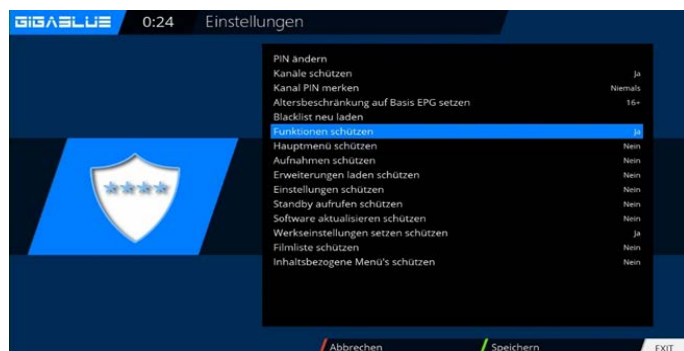 GIGABLUE 0:24 Einstellungen
PIN ändern
Kanäle schützen Ja
Kanal PIN merken Niemals
Altersbeschränkung auf Basis EPG setzen 16+
Blacklist neu laden
Funktionen schützen Ja
Hauptmenü schützen Nein
Aufnahmen schützen Nein
Erweiterungen laden schützen Nein
Einstellungen schützen Nein
Standby aufrufen schützen Nein
Software aktualisieren schützen Nein
Werkseinstellungen setzen schützen Ja
Filmliste schützen Nein
Inhaltsbezogene Menü's schützen Nein
Abbrechen Speichern EXIT